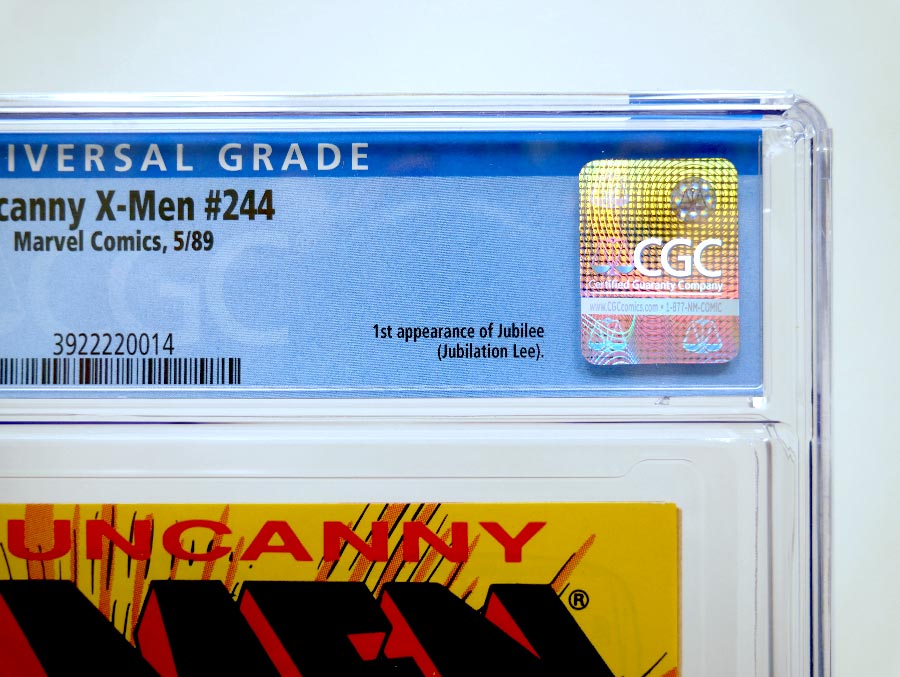 IVERSAL GRADE
canny X-Men #244
Marvel Comics, 5/89
3922220014
1st appearance of Jubilee
(Jubilation Lee).
CGC
Certified Guaranty Company
www.CGCcomics.com • 1-877-NM-COMIC
UNCANNY
MEN®